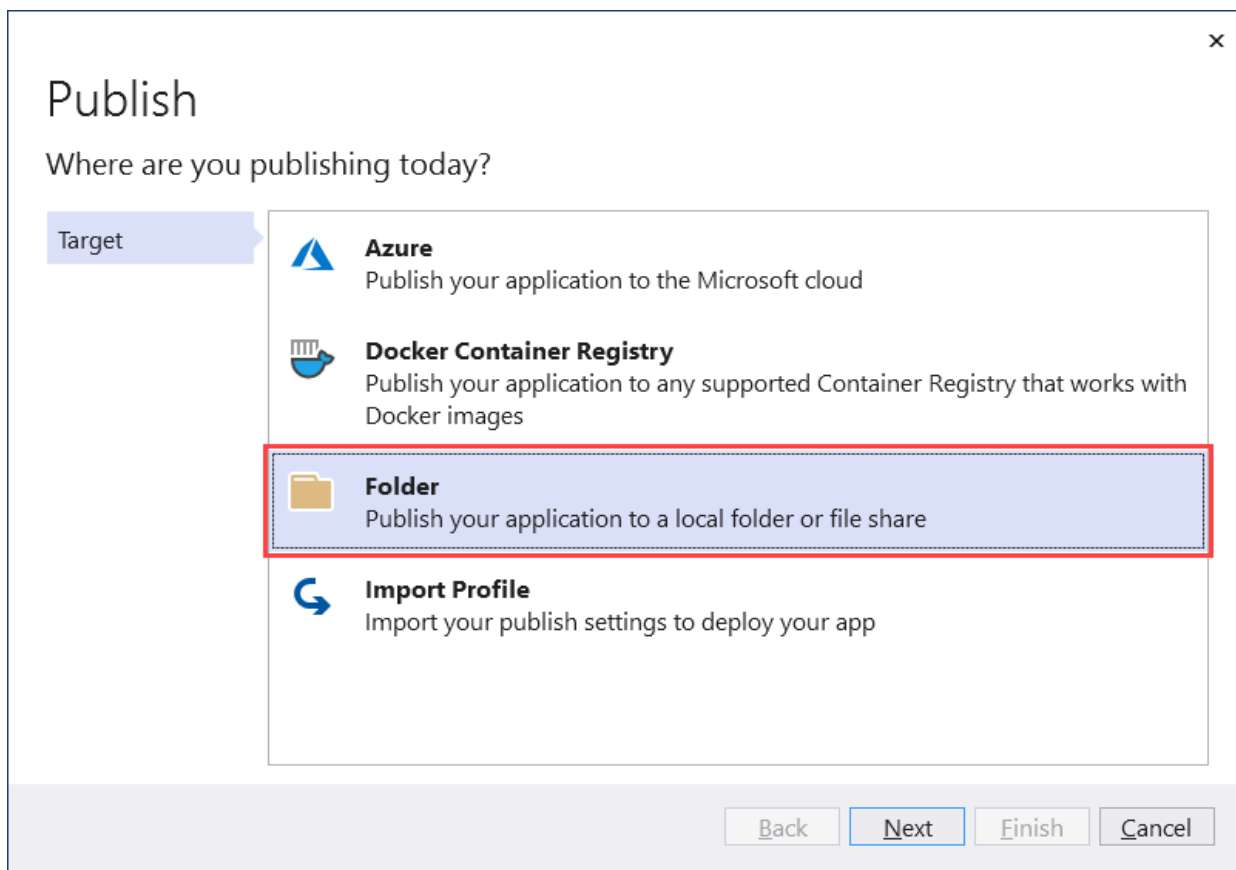 Publish
Where are you publishing today?
Target
Azure
Publish your application to the Microsoft cloud
Docker Container Registry
Publish your application to any supported Container Registry that works with
Docker images
Folder
Publish your application to a local folder or file share
Import Profile
Import your publish settings to deploy your app
Back Next Finish Cancel